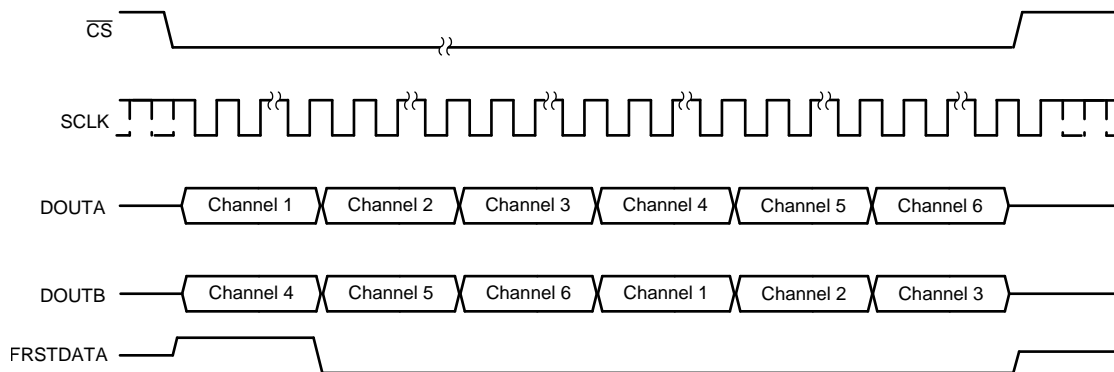 CS
SCLK
DOUTA Channel 1 Channel 2 Channel 3 Channel 4 Channel 5 Channel 6
DOUTB Channel 4 Channel 5 Channel 6 Channel 1 Channel 2 Channel 3
FRSTDATA